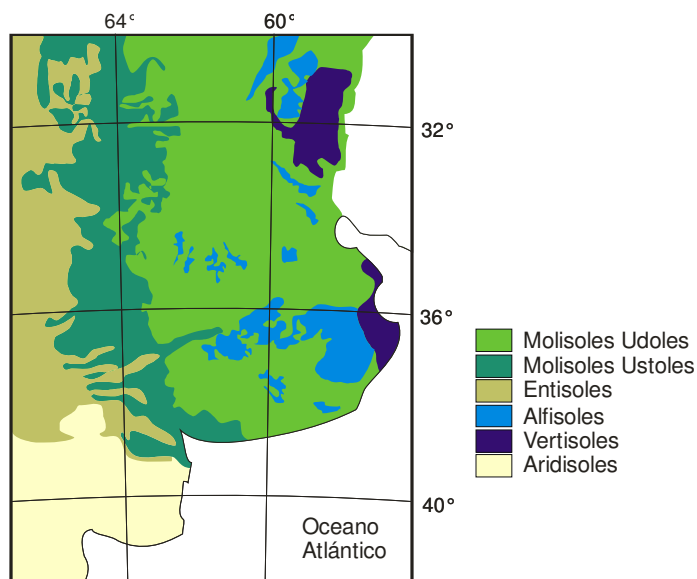 64° 60°
32°
36°
Molisoles Udoles
Molisoles Ustoles
Entisoles
Alfisoles
Vertisoles
Aridisoles
40°
Oceano
Atlántico